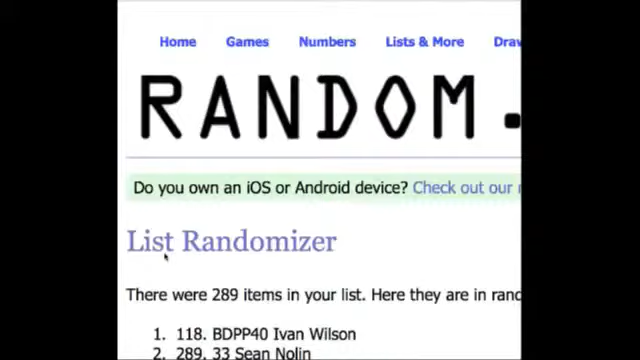 Home Games Numbers Lists & More
RANDOM.
Do you own an iOS or Android device? Check out our
List Randomizer
There were 289 items in your list. Here they are in
1. 118. BDPP40 Ivan Wilson
2. 289. 33 Sean Nolin